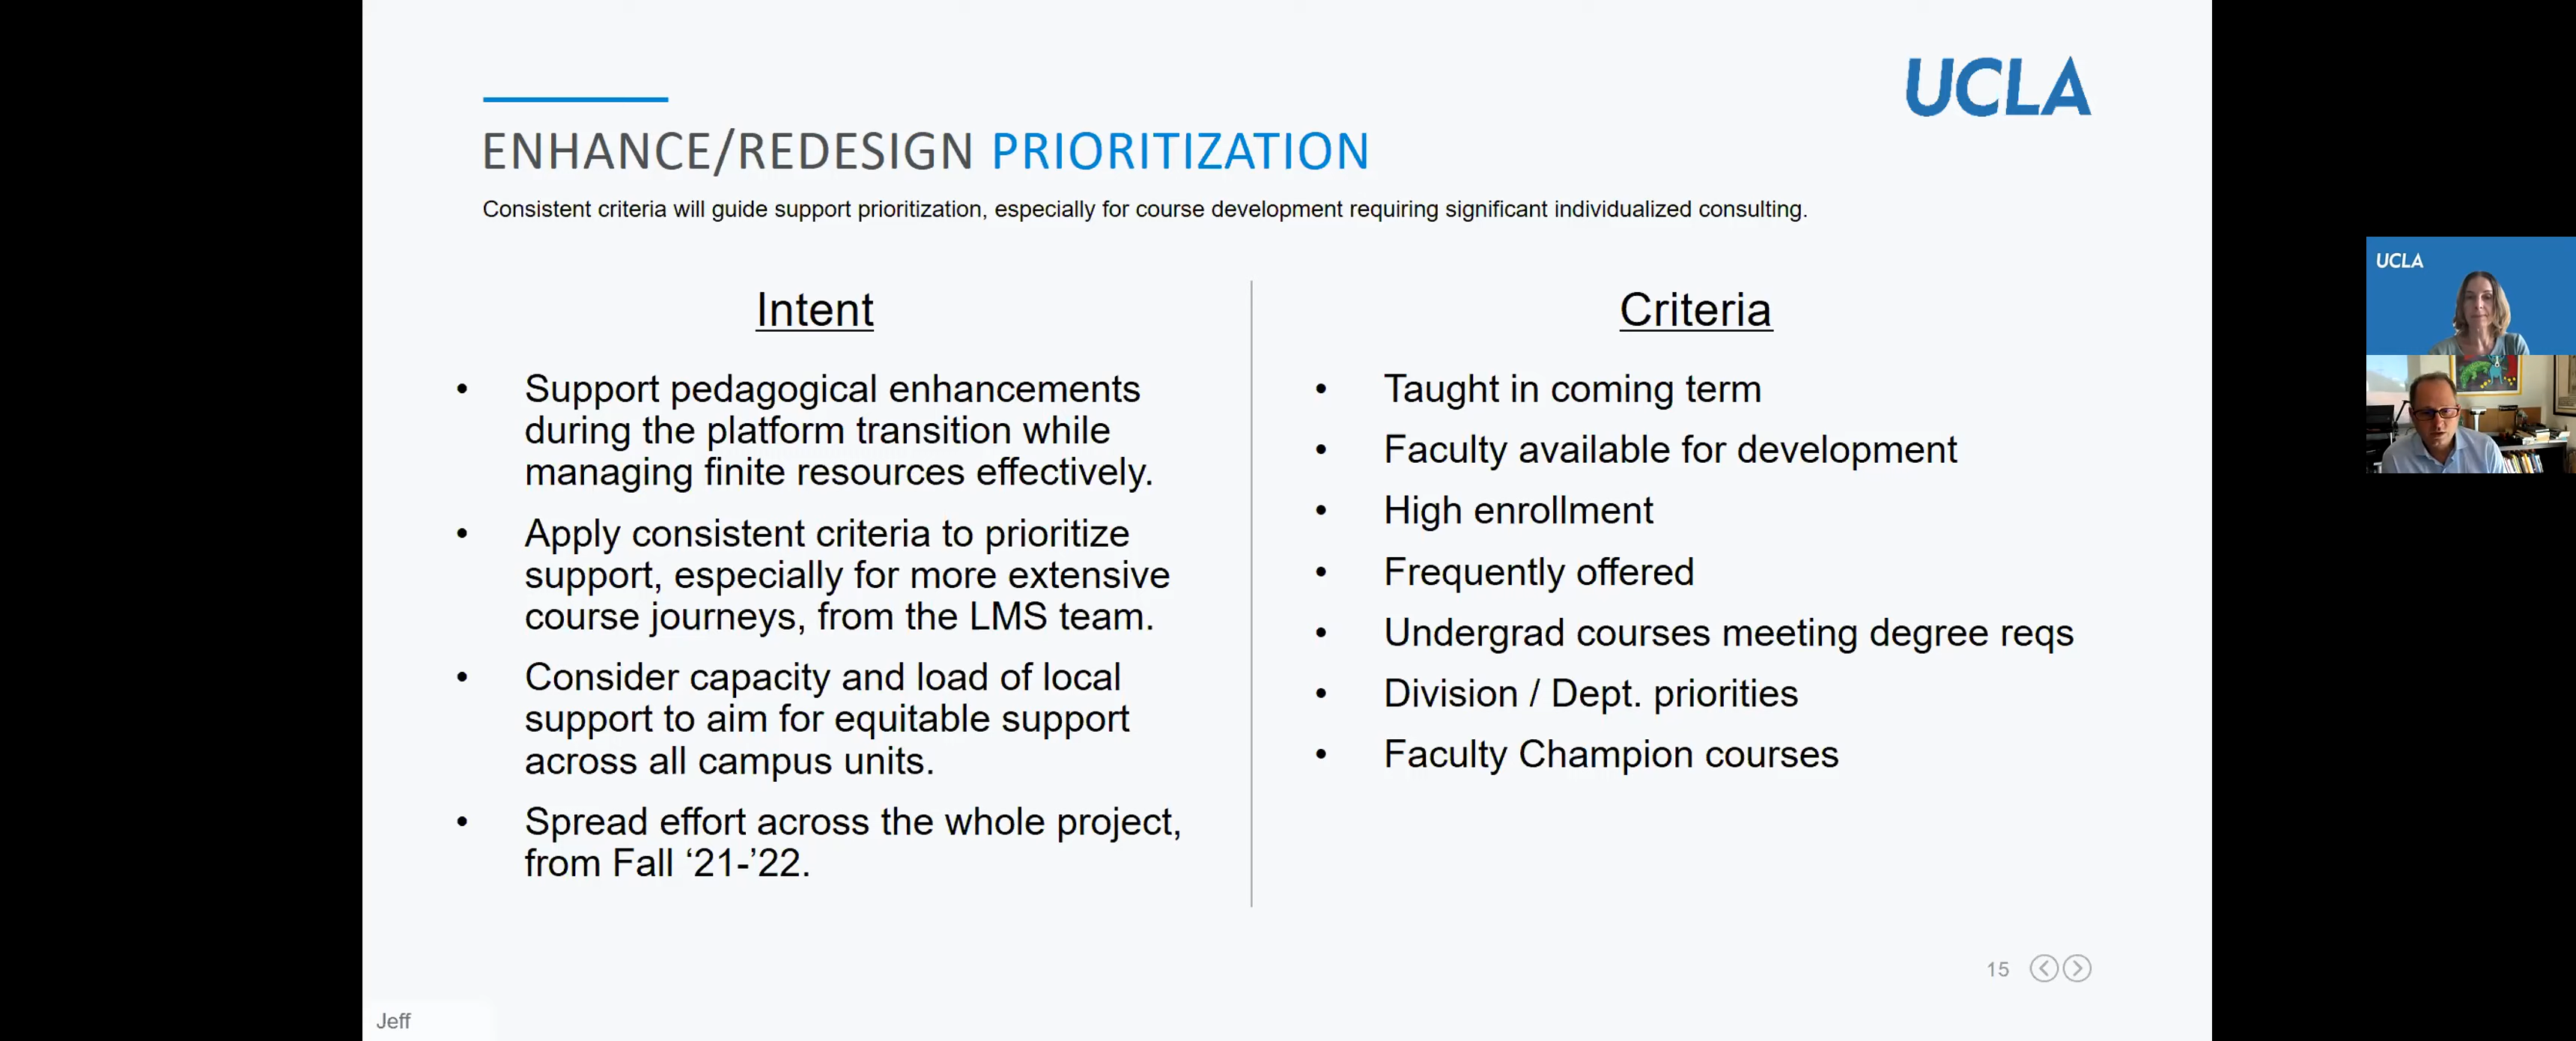 UCLA
ENHANCE/REDESIGN PRIORITIZATION
Consistent criteria will guide support prioritization, especially for course development requiring significant individualized consulting.
Intent
• Support pedagogical enhancements
during the platform transition while
managing finite resources effectively.
• Apply consistent criteria to prioritize
support, especially for more extensive
course journeys, from the LMS team.
• Consider capacity and load of local
support to aim for equitable support
across all campus units.
• Spread effort across the whole project,
from Fall ‘21-’22.
Criteria
• Taught in coming term
• Faculty available for development
• High enrollment
• Frequently offered
• Undergrad courses meeting degree reqs
• Division / Dept. priorities
• Faculty Champion courses
15
Jeff
UCLA